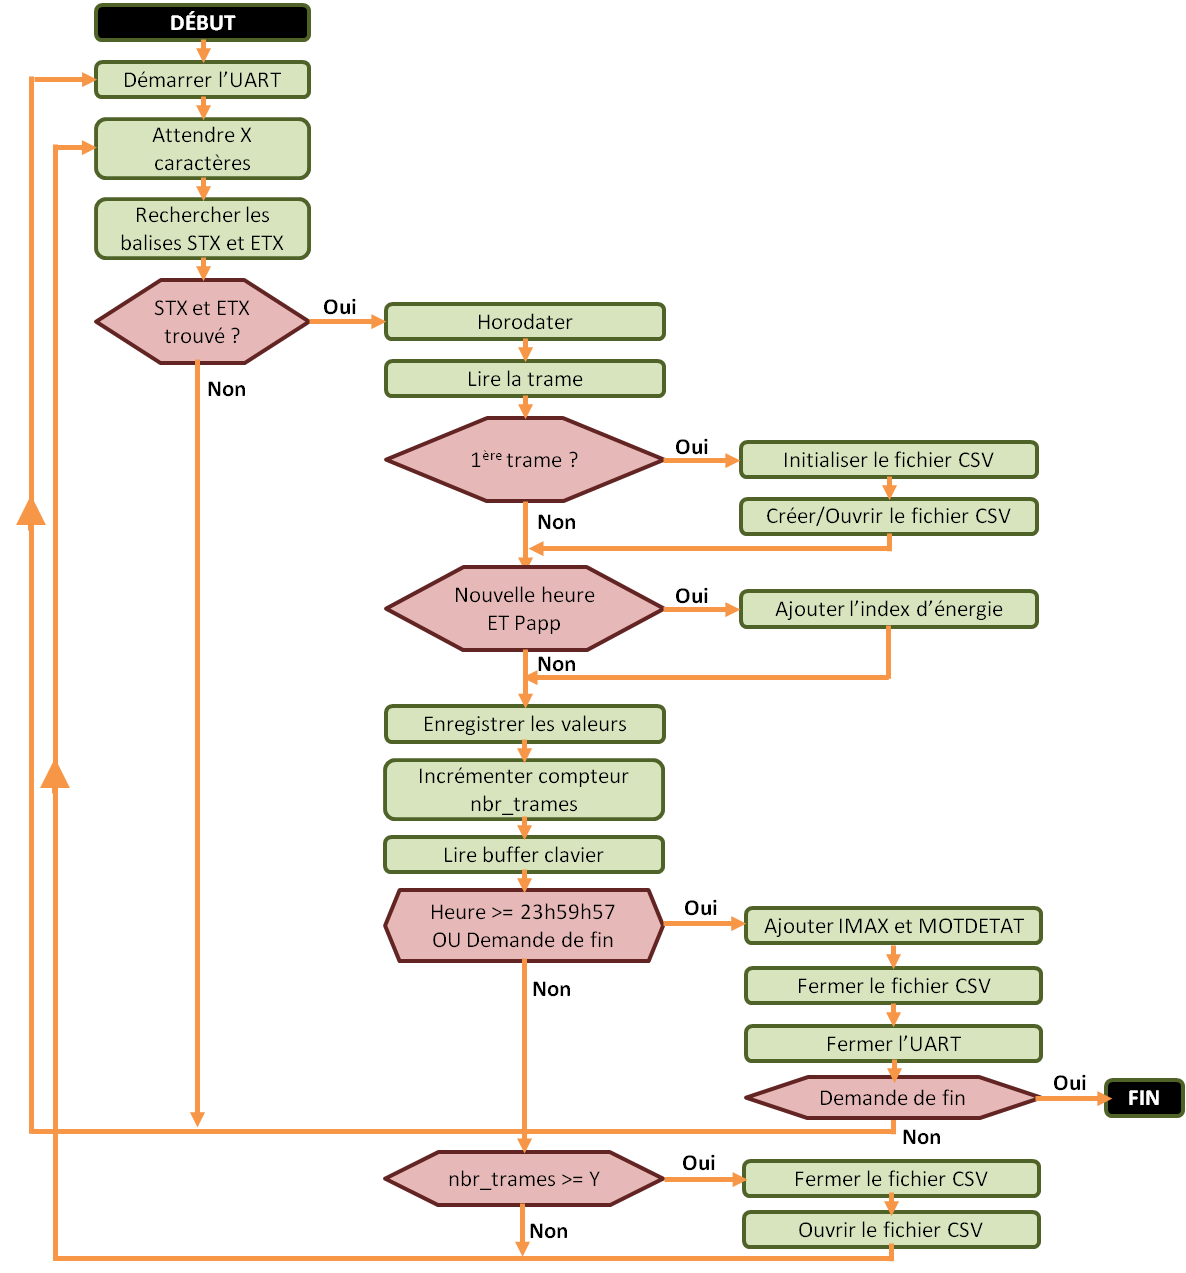 DÉBUT
Démarrer l'UART
Attendre X
caractères
Rechercher les
balises STX et ETX
STX et ETX
trouvé ?
Oui
Non
Horodater
Lire la trame
1ère trame ?
Oui
Non
Initialiser le fichier CSV
Créer/Ouvrir le fichier CSV
Nouvelle heure
ET Papp
Oui
Non
Ajouter l'index d'énergie
Enregistrer les valeurs
Incrémenter compteur
nbr_trames
Lire buffer clavier
Heure >= 23h59h57
OU Demande de fin
Oui
Non
Ajouter IMAX et MOTDETAT
Fermer le fichier CSV
Fermer l'UART
Demande de fin
Oui
FIN
Non
nbr_trames >= Y
Oui
Non
Fermer le fichier CSV
Ouvrir le fichier CSV